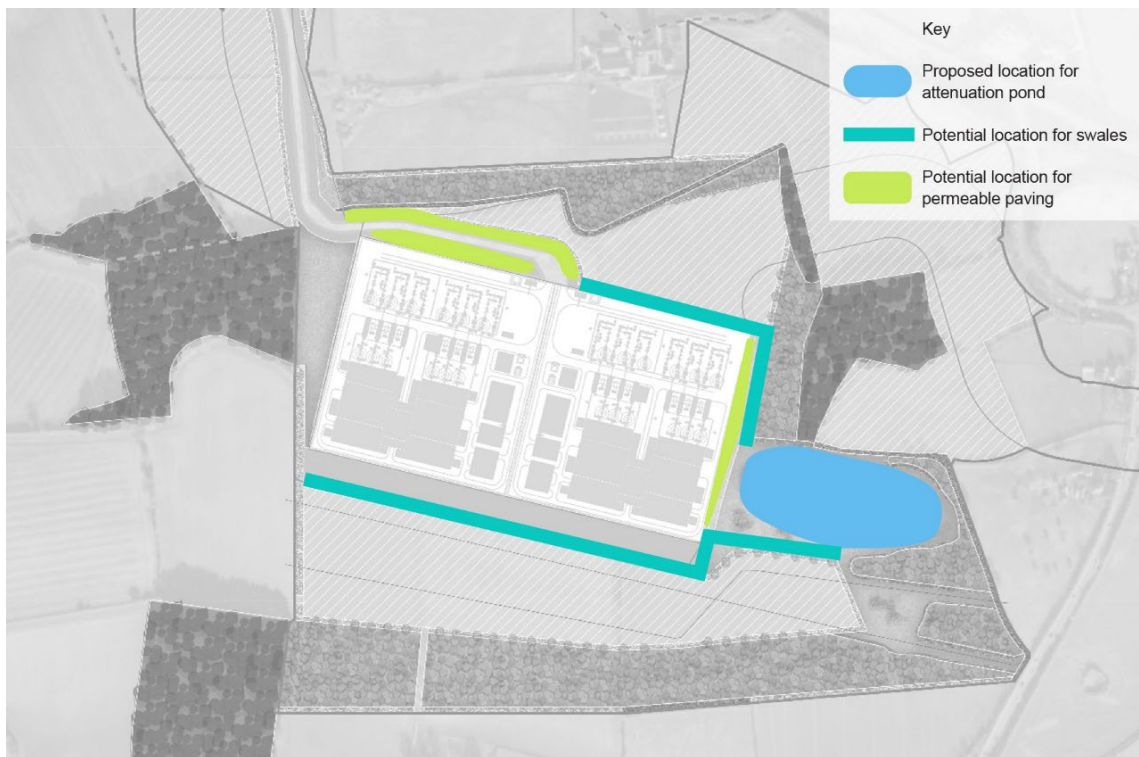 Key
Proposed location for
attenuation pond
Potential location for swales
Potential location for
permeable paving